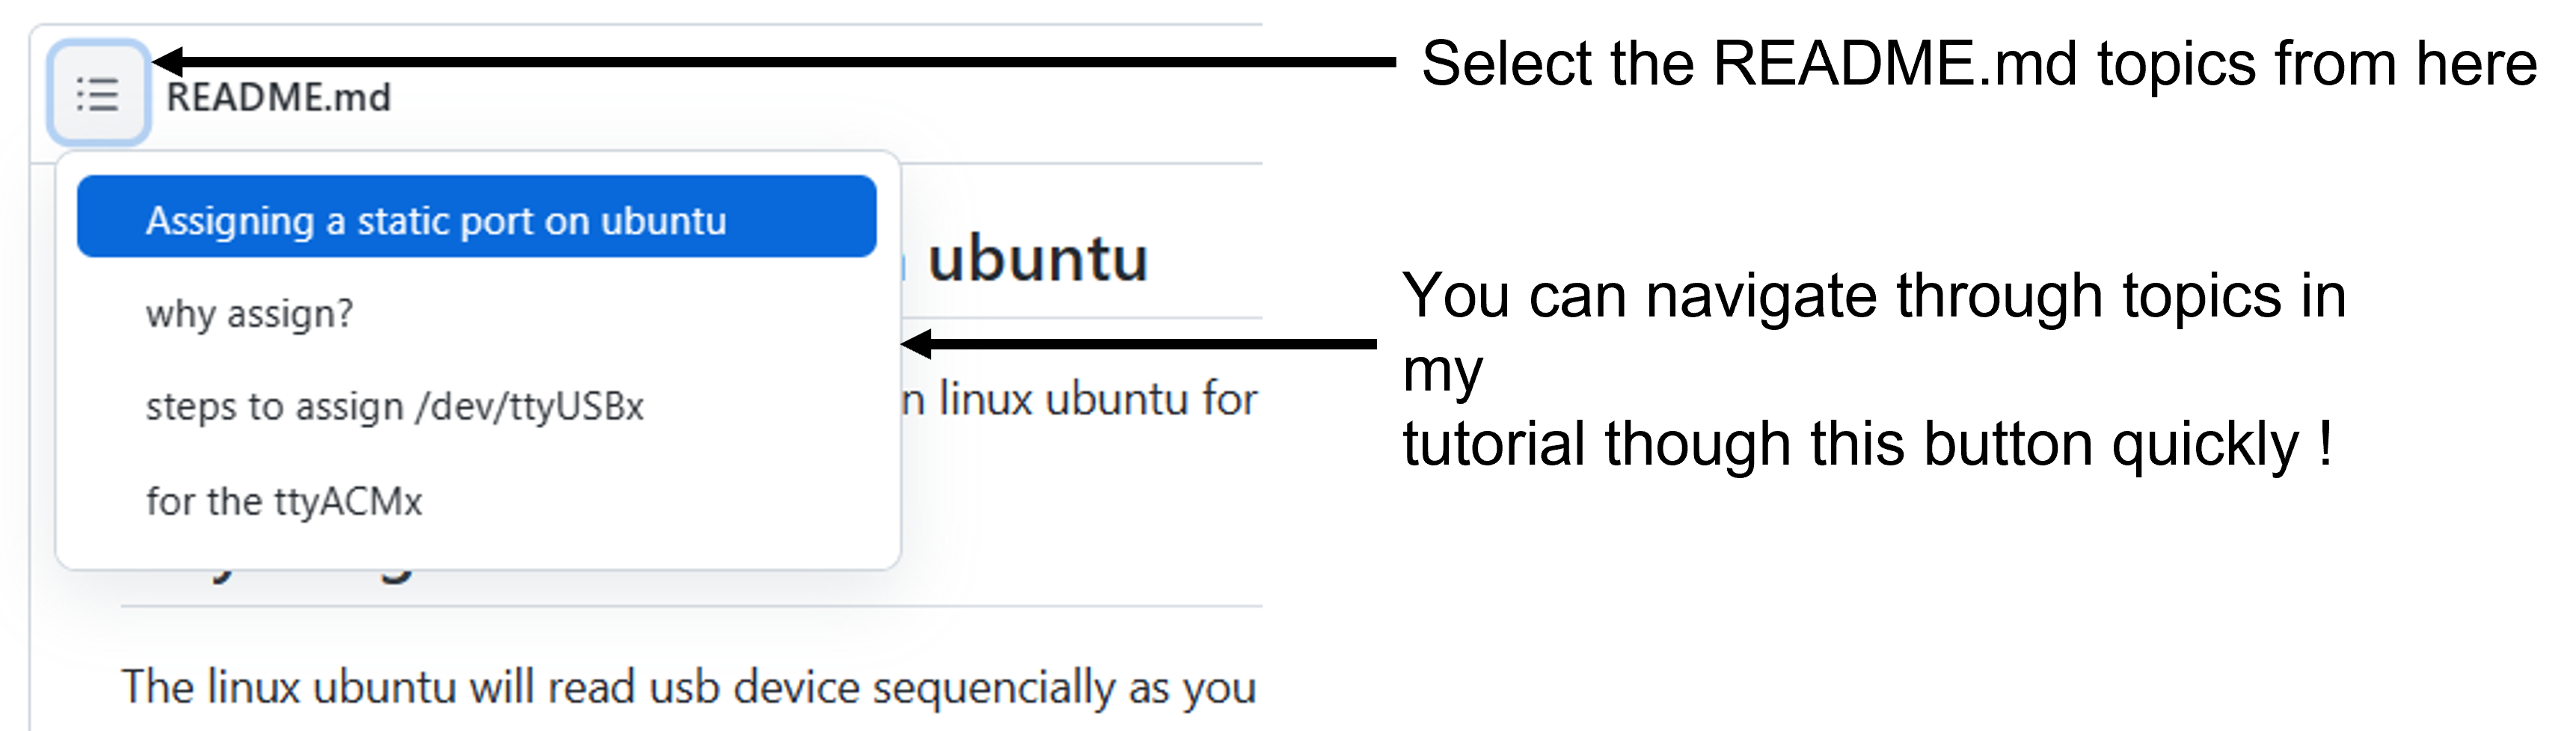 Select the README.md topics from here
README.md
Assigning a static port on ubuntu
ubuntu
why assign?
You can navigate through topics in
my
tutorial though this button quickly !
steps to assign /dev/ttyUSBx
n linux ubuntu for
for the ttyACMx
The linux ubuntu will read usb device sequencially as you